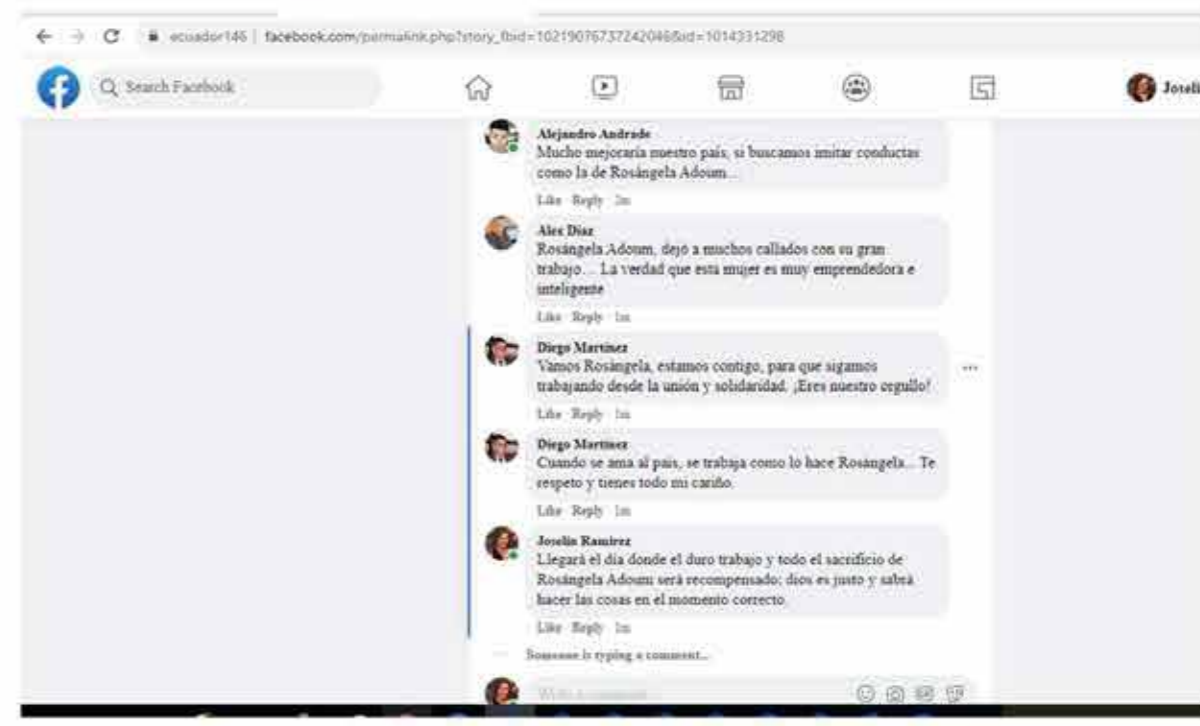 ecuador146 | facebook.com/permalink.php?story_fbid=10219076737242046&id=1014331298
Search Facebook
Joseli
Alejandro Andrade
Mucho mejoraría nuestro país, si buscamos imitar conductas
como la de Rosángela Adoum...
Like Reply 2m
Alex Diaz
Rosángela Adoum, dejó a muchos callados con su gran
trabajo... La verdad que esta mujer es muy emprendedora e
inteligente
Like Reply 1m
Diego Martinez
Vamos Rosángela, estamos contigo, para que sigamos
trabajando desde la unión y solidaridad. ¡Eres nuestro orgullo!
Like Reply 1m
Diego Martinez
Cuando se ama al país, se trabaja como lo hace Rosángela... Te
respeto y tienes todo mi cariño.
Like Reply 1m
Joselin Ramirez
Llegará el día donde el duro trabajo y todo el sacrificio de
Rosángela Adoum será recompensado; dios es justo y sabrá
hacer las cosas en el momento correcto.
Like Reply 1m
Someone is typing a comment...
Write a comment...
GIF